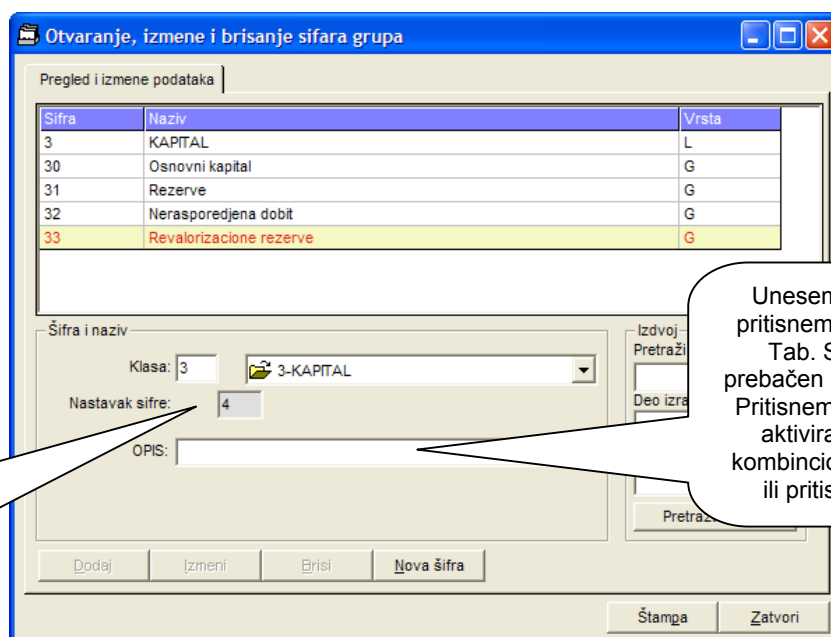 Otvaranje, izmene i brisanje sifara grupa
Pregled i izmene podataka
Sifra Naziv Vrsta
3 KAPITAL L
30 Osnovni kapital G
31 Rezerve G
32 Nerasporedjena dobit G
33 Revalorizacione rezerve G
Šifra i naziv
Klasa: 3 3-KAPITAL
Nastavak sifre: 4
OPIS:
Izdvoj
Pretraži
Deo izra
Pretraz
Unesen
pritisnem
Tab. S
prebačen
Pritisnem
aktivira
kombincio
ili pritis
Dodaj Izmeni Brisi Nova šifra
Štampa Zatvori